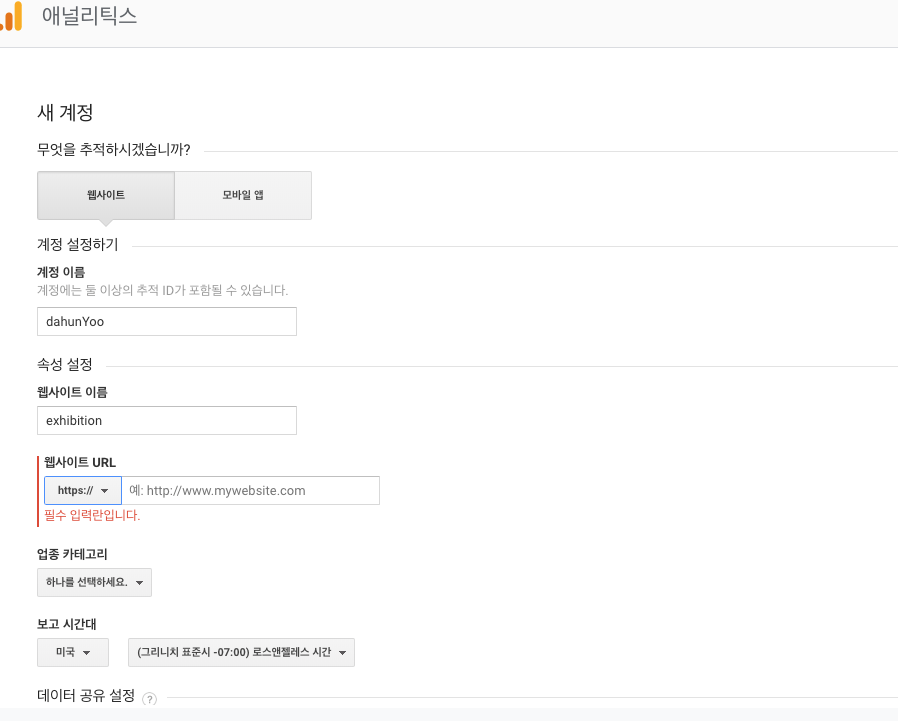 애널리틱스
새 계정
무엇을 추적하시겠습니까?
웹사이트 모바일 앱
계정 설정하기
계정 이름
계정에는 둘 이상의 추적 ID가 포함될 수 있습니다.
dahunYoo
속성 설정
웹사이트 이름
exhibition
웹사이트 URL
https:// 예: http://www.mywebsite.com
필수 입력란입니다.
업종 카테고리
하나를 선택하세요.
보고 시간대
미국 (그리니치 표준시 -07:00) 로스앤젤레스 시간
데이터 공유 설정 ?